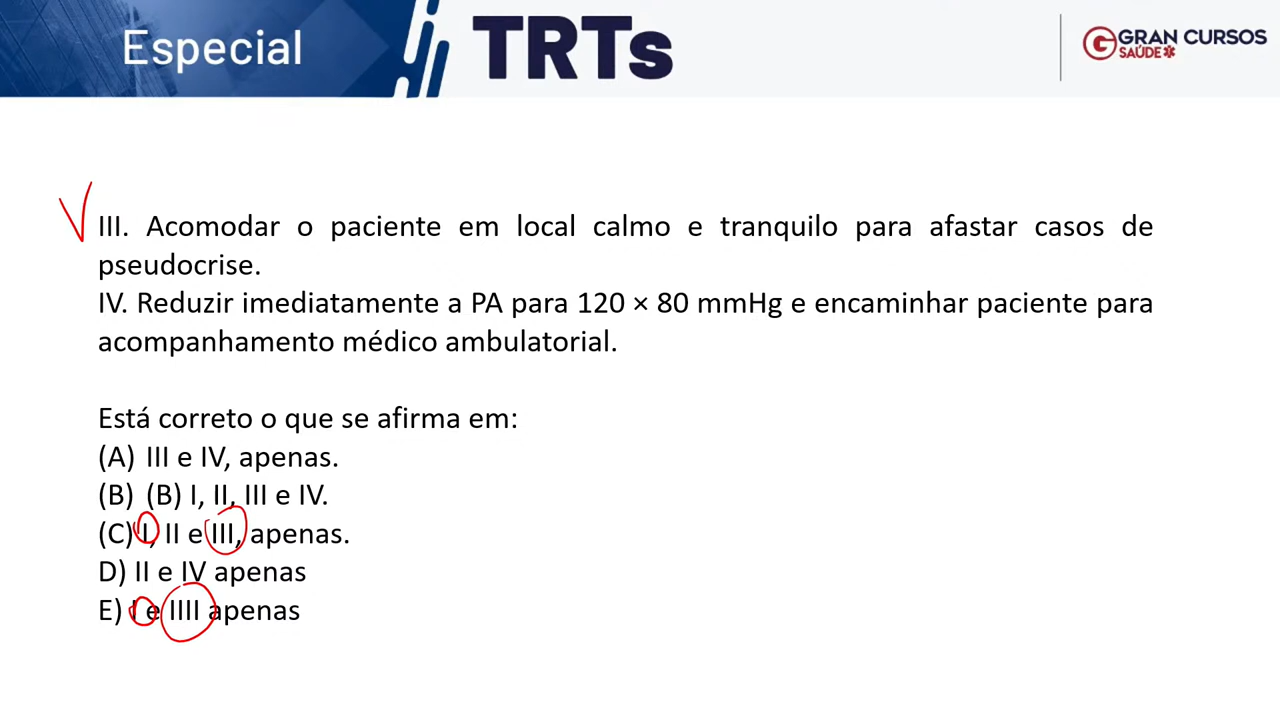 Especial
TRTs
GRAN CURSOS
SAÚDE
III. Acomodar o paciente em local calmo e tranquilo para afastar casos de
pseudocrise.
IV. Reduzir imediatamente a PA para 120 × 80 mmHg e encaminhar paciente para
acompanhamento médico ambulatorial.
Está correto o que se afirma em:
(A) III e IV, apenas.
(B) (B) I, II, III e IV.
(C) I, II e III, apenas.
D) II e IV apenas
E) I e IIII apenas